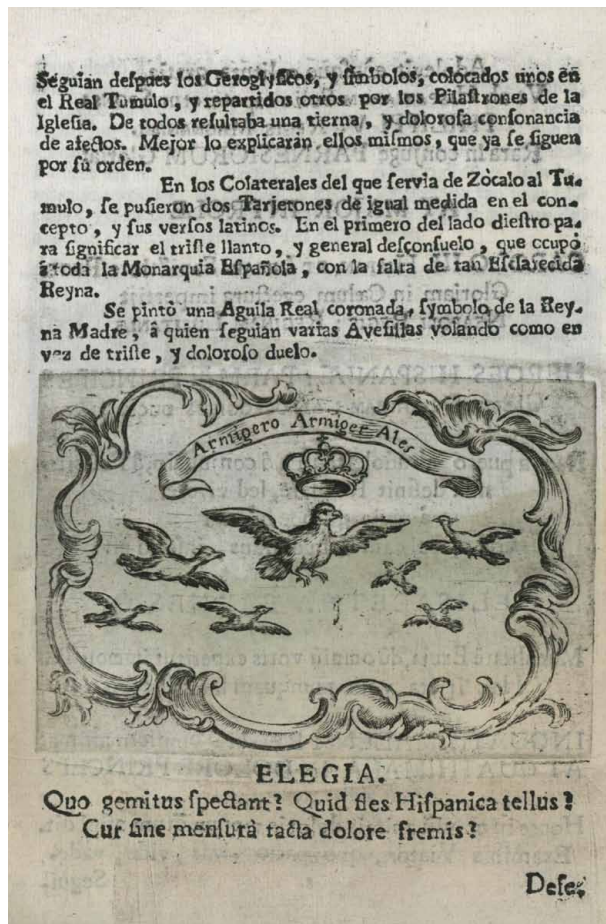 Seguian deſpues los Geroglyficos, y ſimbolos, colocados unos en
el Real Tumulo, y repartidos otros por los Pilaſtrones de la
Igleſia. De todos reſultaba una tierna, y doloroſa conſonancia
de afectos. Mejor lo explicarán ellos miſmos, que ya ſe ſiguen
por ſu orden.
En los Colaterales del que ſervia de Zócalo al Tu-
mulo, ſe puſieron dos Tarjetones de igual medida en el con-
cepto, y ſus verſos latinos. En el primero del lado dieſtro pa-
ra ſignificar el triſte llanto, y general deſconſuelo, que ocupó
á toda la Monarquia Eſpañola, con la falta de tan Eſclarecida
Reyna.
Se pintò una Aguila Real coronada, ſymbolo de la Rey-
na Madre, á quien ſeguian varias Aveſillas volando como en
vez de triſte, y doloroſo duelo.
Armigero Armiger Ales
ELEGIA.
Quo gemitus ſpectant? Quid fles Hiſpanica tellus?
Cur ſine menſurà tacta dolore fremis?
Deſe-